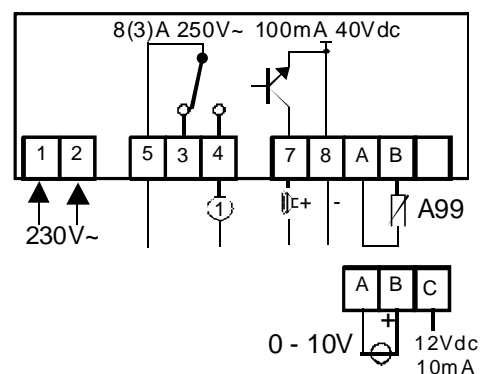 8(3)A 250V~ 100mA 40Vdc
1 2 5 3 4 7 8 A B
1 + - A99
230V~
A B C
+
0 - 10V 12Vdc
10mA